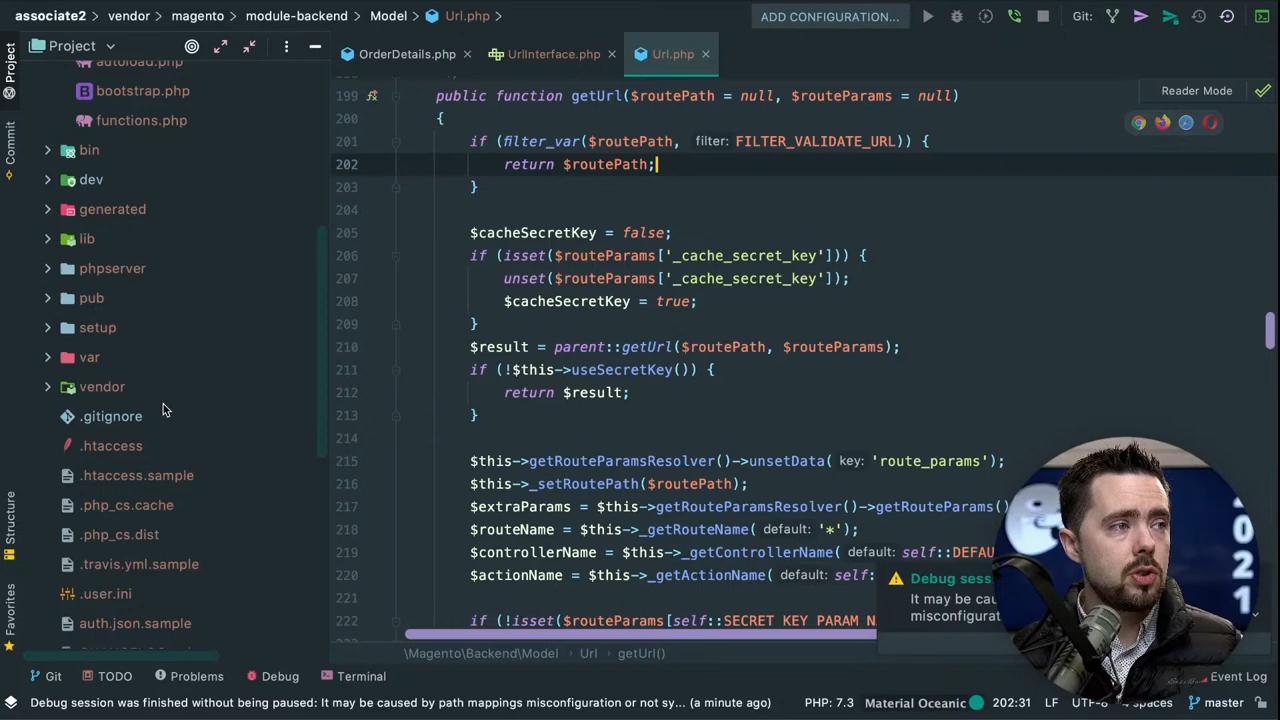 associate2 vendor magento module-backend Model Url.php ADD CONFIGURATION... Git:
Project OrderDetails.php UrlInterface.php Url.php
Project
Commit
Structure
Favorites
autoload.php
bootstrap.php
functions.php
bin
dev
generated
lib
phpserver
pub
setup
var
vendor
.gitignore
.htaccess
.htaccess.sample
.php_cs.cache
.php_cs.dist
.travis.yml.sample
.user.ini
auth.json.sample
Reader Mode
199 public function getUrl($routePath = null, $routeParams = null)
200 {
201 if (filter_var($routePath, filter: FILTER_VALIDATE_URL)) {
202 return $routePath;
203 }
204
205 $cacheSecretKey = false;
206 if (isset($routeParams['_cache_secret_key'])) {
207 unset($routeParams['_cache_secret_key']);
208 $cacheSecretKey = true;
209 }
210 $result = parent::getUrl($routePath, $routeParams);
211 if (!$this->useSecretKey()) {
212 return $result;
213 }
214
215 $this->getRouteParamsResolver()->unsetData( key: 'route_params');
216 $this->_setRoutePath($routePath);
217 $extraParams = $this->getRouteParamsResolver()->getRouteParams()
218 $routeName = $this->_getRouteName( default: '*');
219 $controllerName = $this->_getControllerName( default: self::DEFA
220 $actionName = $this->_getActionName( default: self:
221
222 if (!isset($routeParams[self::SECRET_KEY_PARAM_N
Debug sess
It may be cau
misconfigurat
2
0
2
1
\Magento\Backend\Model Url getUrl()
Git TODO Problems Debug Terminal Event Log
Debug session was finished without being paused: It may be caused by path mappings misconfiguration or not sy... (a minute ago) PHP: 7.3 Material Oceanic 202:31 LF UTF-8 4 spaces master